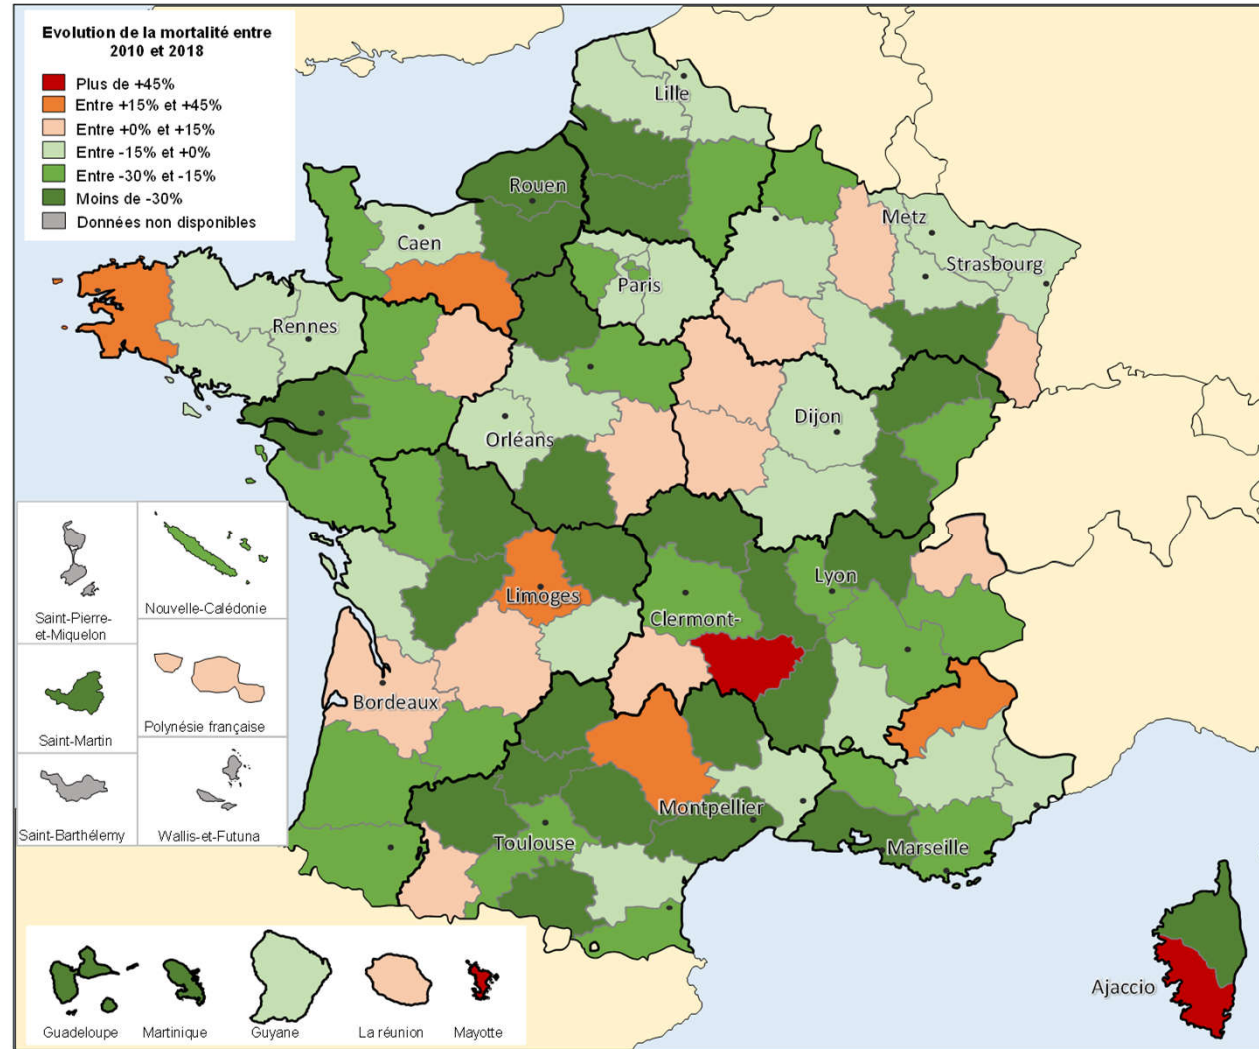 Evolution de la mortalité entre
2010 et 2018
Plus de +45%
Entre +15% et +45%
Entre +0% et +15%
Entre -15% et +0%
Entre -30% et -15%
Moins de -30%
Données non disponibles
Lille
Rouen
Caen
Metz
Strasbourg
Paris
Rennes
Orléans
Dijon
Limoges
Lyon
Clermont-
Bordeaux
Montpellier
Toulouse
Marseille
Ajaccio
Saint-Pierre-
et-Miquelon
Nouvelle-Calédonie
Saint-Martin
Polynésie française
Saint-Barthélemy
Wallis-et-Futuna
Guadeloupe
Martinique
Guyane
La réunion
Mayotte